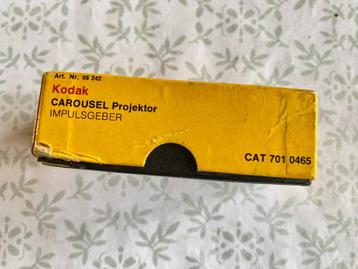 Art. Nr. 66 242
Kodak
CAROUSEL Projektor
IMPULSGEBER
CAT 701 0465